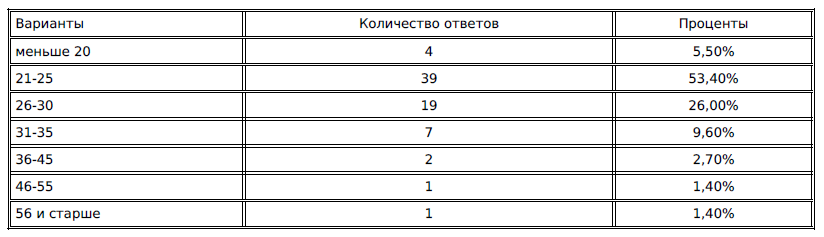 Варианты Количество ответов Проценты
меньше 20 4 5,50%
21-25 39 53,40%
26-30 19 26,00%
31-35 7 9,60%
36-45 2 2,70%
46-55 1 1,40%
56 и старше 1 1,40%